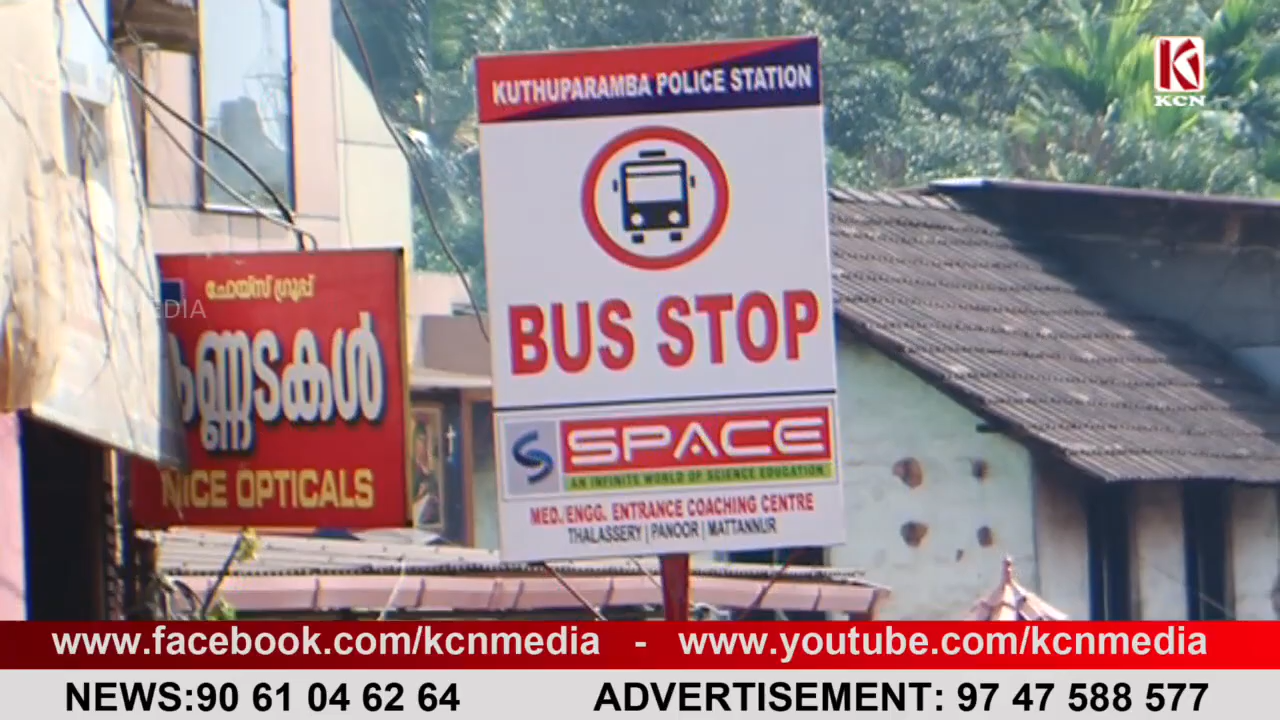 KUTHUPARAMBA POLICE STATION
BUS STOP
SPACE
AN INFINITE WORLD OF SCIENCE EDUCATION
MED./ENGG. ENTRANCE COACHING CENTRE
THALASSERY | PANOOR | MATTANNUR
ചോയ്സ് ഗ്രൂപ്പ്
കണ്ണടകൾ
NICE OPTICALS
MEDIA
K
KCN
www.facebook.com/kcnmedia - www.youtube.com/kcnmedia
NEWS:90 61 04 62 64 ADVERTISEMENT: 97 47 588 577